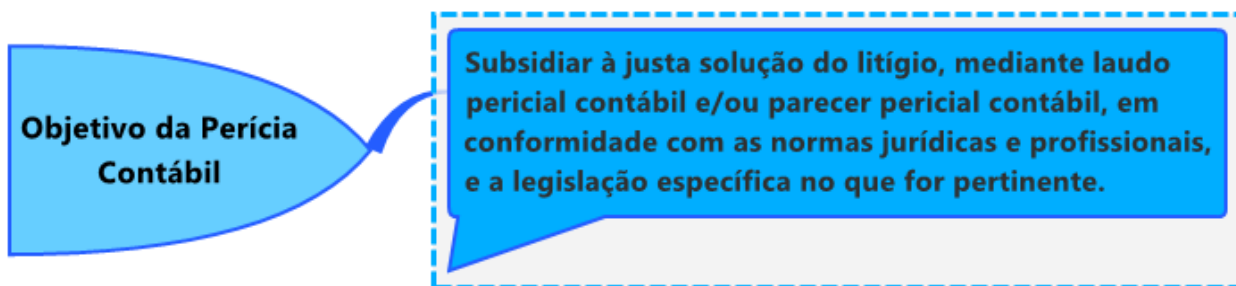 Objetivo da Perícia
Contábil
Subsidiar à justa solução do litígio, mediante laudo
pericial contábil e/ou parecer pericial contábil, em
conformidade com as normas jurídicas e profissionais,
e a legislação específica no que for pertinente.